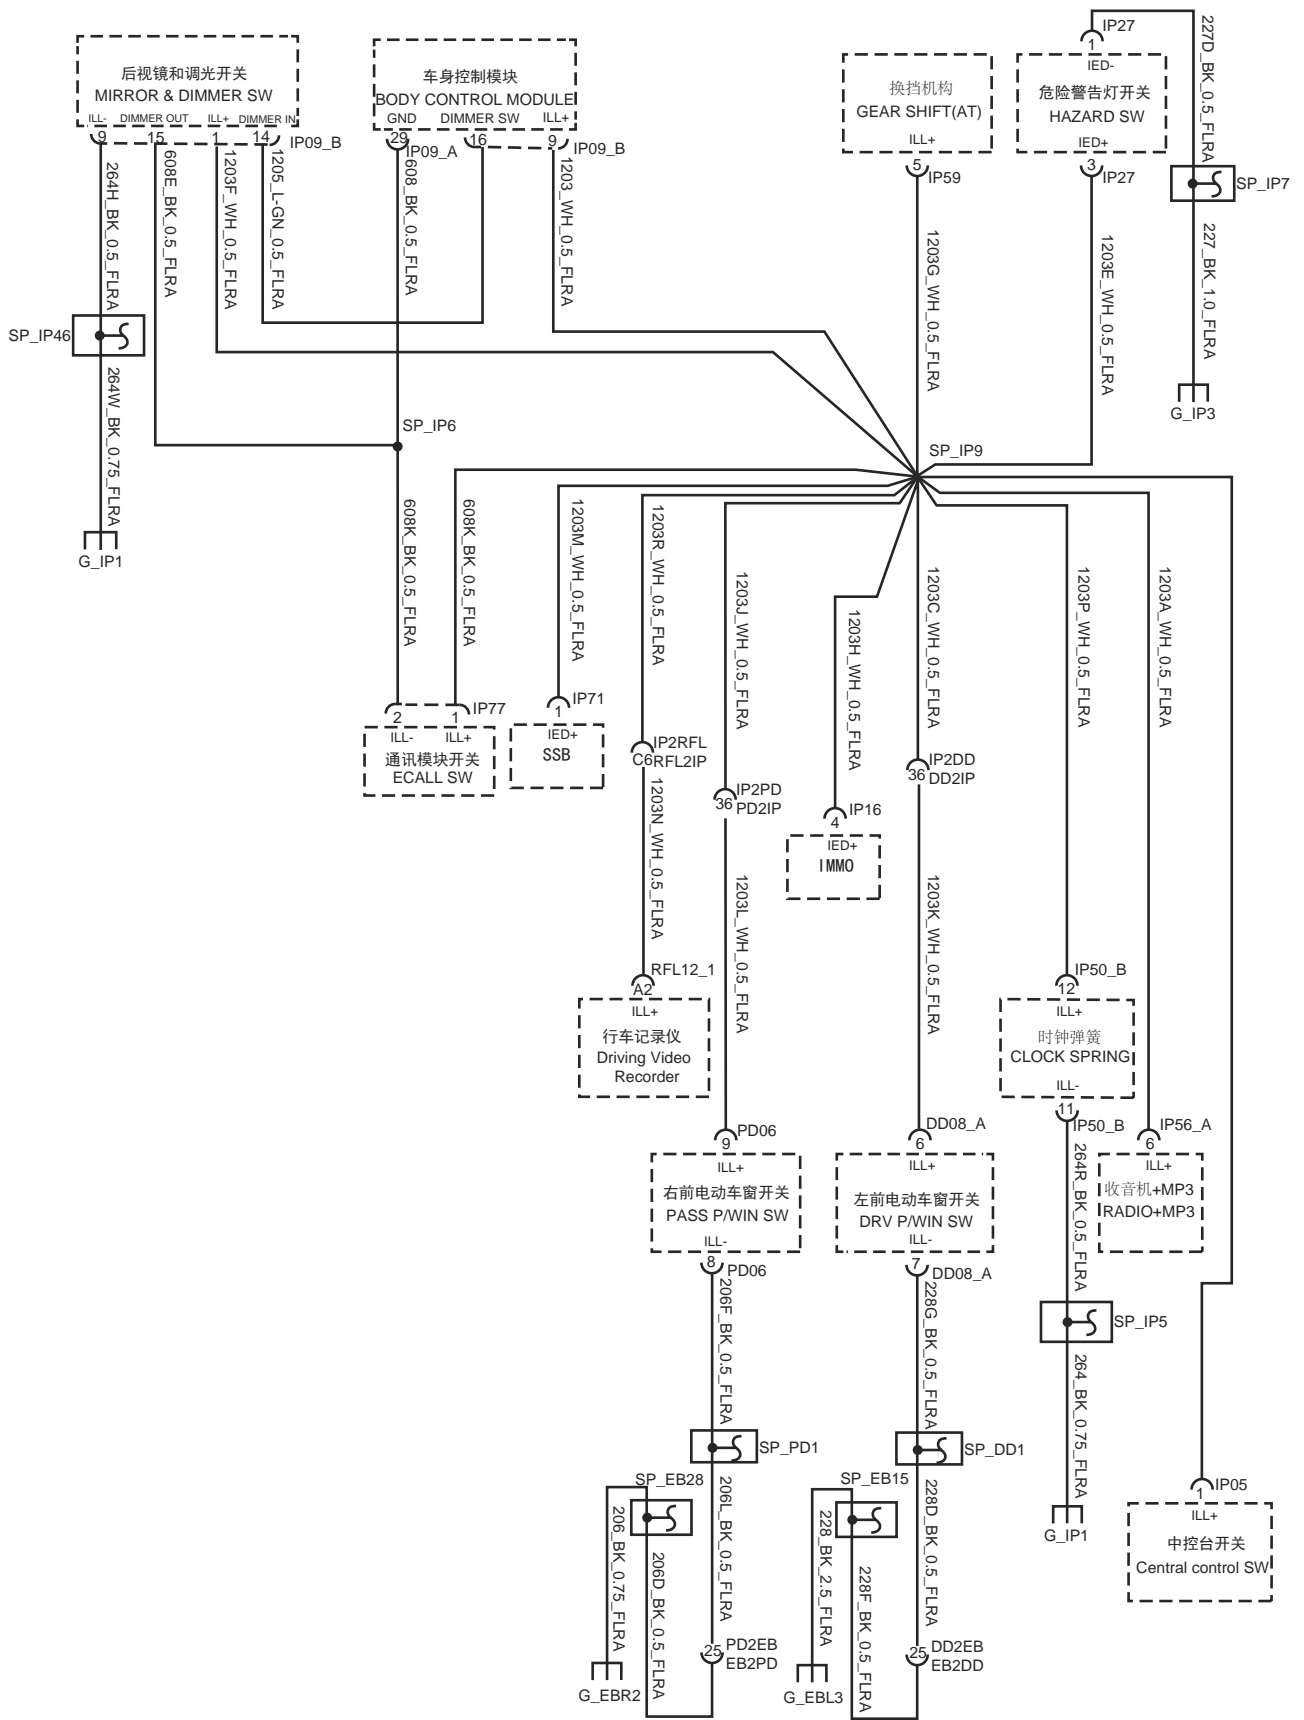 IP27
1
227D_BK_0.5_FLRA
后视镜和调光开关
MIRROR & DIMMER SW
ILL-
DIMMER OUT
ILL+
DIMMER IN
9
15
1
14
IP09_B
车身控制模块
BODY CONTROL MODULE
GND
DIMMER SW
ILL+
29
IP09_A
16
9
IP09_B
换挡机构
GEAR SHIFT(AT)
ILL+
5
IP59
IED-
危险警告灯开关
HAZARD SW
IED+
3
IP27
SP_IP7
264H_BK_0.5_FLRA
608E_BK_0.5_FLRA
1203F_WH_0.5_FLRA
1205_L-GN_0.5_FLRA
608_BK_0.5_FLRA
1203_WH_0.5_FLRA
1203G_WH_0.5_FLRA
1203E_WH_0.5_FLRA
227_BK_1.0_FLRA
SP_IP46
264W_BK_0.75_FLRA
G_IP3
SP_IP6
SP_IP9
G_IP1
608K_BK_0.5_FLRA
608K_BK_0.5_FLRA
1203M_WH_0.5_FLRA
1203R_WH_0.5_FLRA
1203J_WH_0.5_FLRA
1203H_WH_0.5_FLRA
1203C_WH_0.5_FLRA
1203P_WH_0.5_FLRA
1203A_WH_0.5_FLRA
2
1
IP77
ILL-
ILL+
通讯模块开关
ECALL SW
IP71
1
IED+
SSB
IP2RFL
C6
RFL2IP
IP2PD
36
PD2IP
IP16
4
IED+
IMMO
IP2DD
36
DD2IP
1203N_WH_0.5_FLRA
1203L_WH_0.5_FLRA
1203K_WH_0.5_FLRA
RFL12_1
A2
ILL+
行车记录仪
Driving Video
Recorder
IP50_B
12
ILL+
时钟弹簧
CLOCK SPRING
ILL-
11
IP50_B
PD06
9
ILL+
右前电动车窗开关
PASS P/WIN SW
ILL-
8
PD06
DD08_A
6
ILL+
左前电动车窗开关
DRV P/WIN SW
ILL-
7
DD08_A
264R_BK_0.5_FLRA
IP56_A
6
ILL+
收音机+MP3
RADIO+MP3
206F_BK_0.5_FLRA
228G_BK_0.5_FLRA
SP_IP5
264_BK_0.75_FLRA
G_IP1
SP_PD1
SP_DD1
SP_EB28
SP_EB15
206_BK_0.75_FLRA
206D_BK_0.5_FLRA
206L_BK_0.5_FLRA
228_BK_2.5_FLRA
228F_BK_0.5_FLRA
228D_BK_0.5_FLRA
IP05
1
ILL+
中控台开关
Central control SW
25
PD2EB
EB2PD
25
DD2EB
EB2DD
G_EBR2
G_EBL3